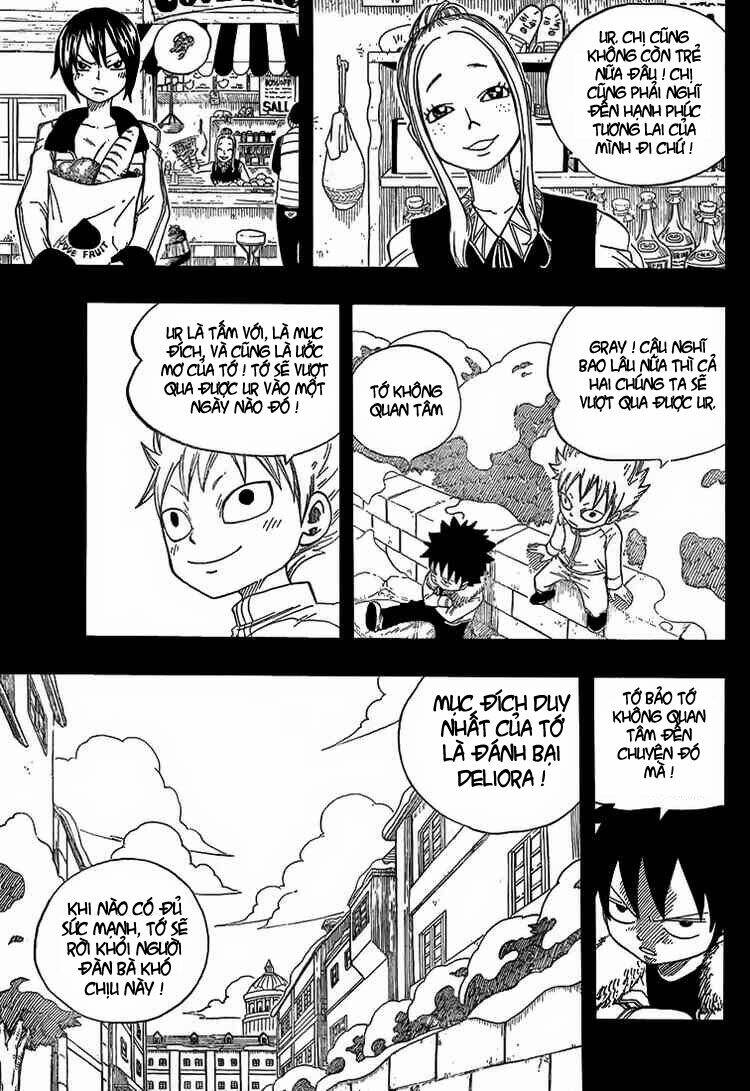 UR, CHỊ CŨNG
KHÔNG CÒN TRẺ
NỮA ĐÂU ! CHỊ
CŨNG PHẢI NGHĨ
ĐẾN HẠNH PHÚC
TƯƠNG LAI CỦA
MÌNH ĐI CHỨ !
SALL
FRUIT
GRAY ! CẬU NGHĨ
BAO LÂU NỮA THÌ CẢ
HAI CHÚNG TA SẼ
VƯỢT QUA ĐƯỢC UR.
TỚ KHÔNG
QUAN TÂM
UR LÀ TẤM VỚI, LÀ MỤC
ĐÍCH, VÀ CŨNG LÀ ƯỚC
MƠ CỦA TỚ ! TỚ SẼ VƯỢT
QUA ĐƯỢC UR VÀO MỘT
NGÀY NÀO ĐÓ !
TỚ BẢO TỚ
KHÔNG QUAN
TÂM ĐẾN
CHUYỆN ĐÓ
MÀ !
MỤC ĐÍCH DUY
NHẤT CỦA TỚ
LÀ ĐÁNH BẠI
DELIORA !
KHI NÀO CÓ ĐỦ
SỨC MẠNH, TỚ SẼ
RỜI KHỎI NGƯỜI
ĐÀN BÀ KHÓ
CHỊU NÀY !